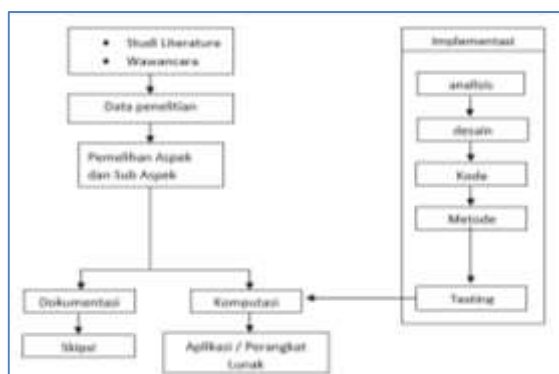 • Studi Literature
• Wawancara
Data penelitian
Pemelihan Aspek
dan Sub Aspek
Dokumentasi
Skipsi
Komputasi
Aplikasi / Perangkat
Lunak
Implementasi
analisis
desain
Kode
Metode
Testing